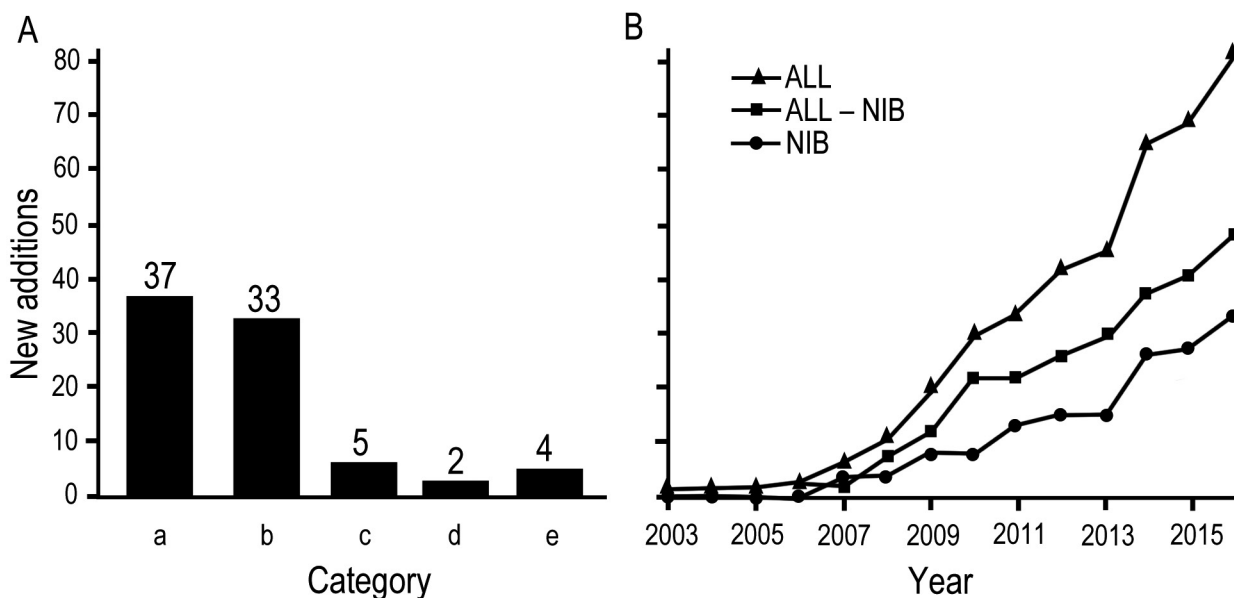 A
New additions
80
70
60
50
40
30
20
10
0
37
33
5
2
4
a b c d e
Category
B
ALL
ALL – NIB
NIB
2003 2005 2007 2009 2011 2013 2015
Year